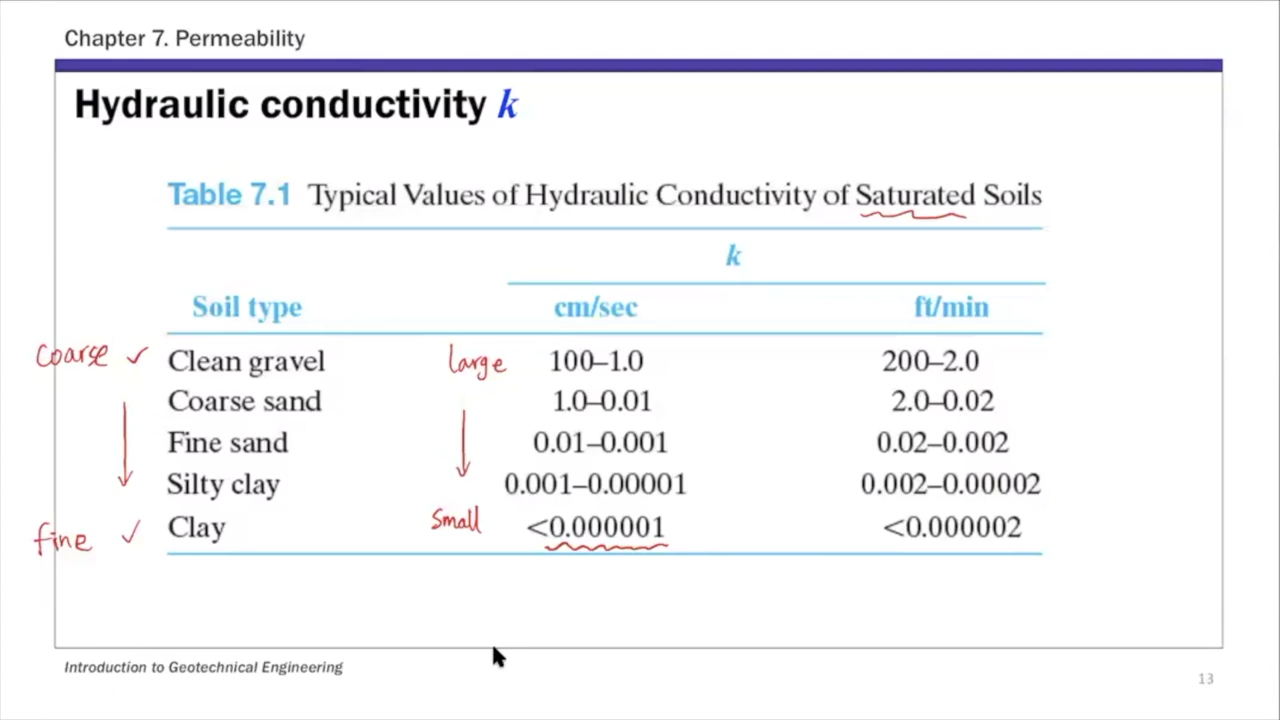 Chapter 7. Permeability
Hydraulic conductivity k
Table 7.1 Typical Values of Hydraulic Conductivity of Saturated Soils
k
Soil type cm/sec ft/min
coarse ✓ Clean gravel large 100–1.0 200–2.0
Coarse sand 1.0–0.01 2.0–0.02
Fine sand 0.01–0.001 0.02–0.002
Silty clay 0.001–0.00001 0.002–0.00002
fine ✓ Clay small <0.000001 <0.000002
Introduction to Geotechnical Engineering
13